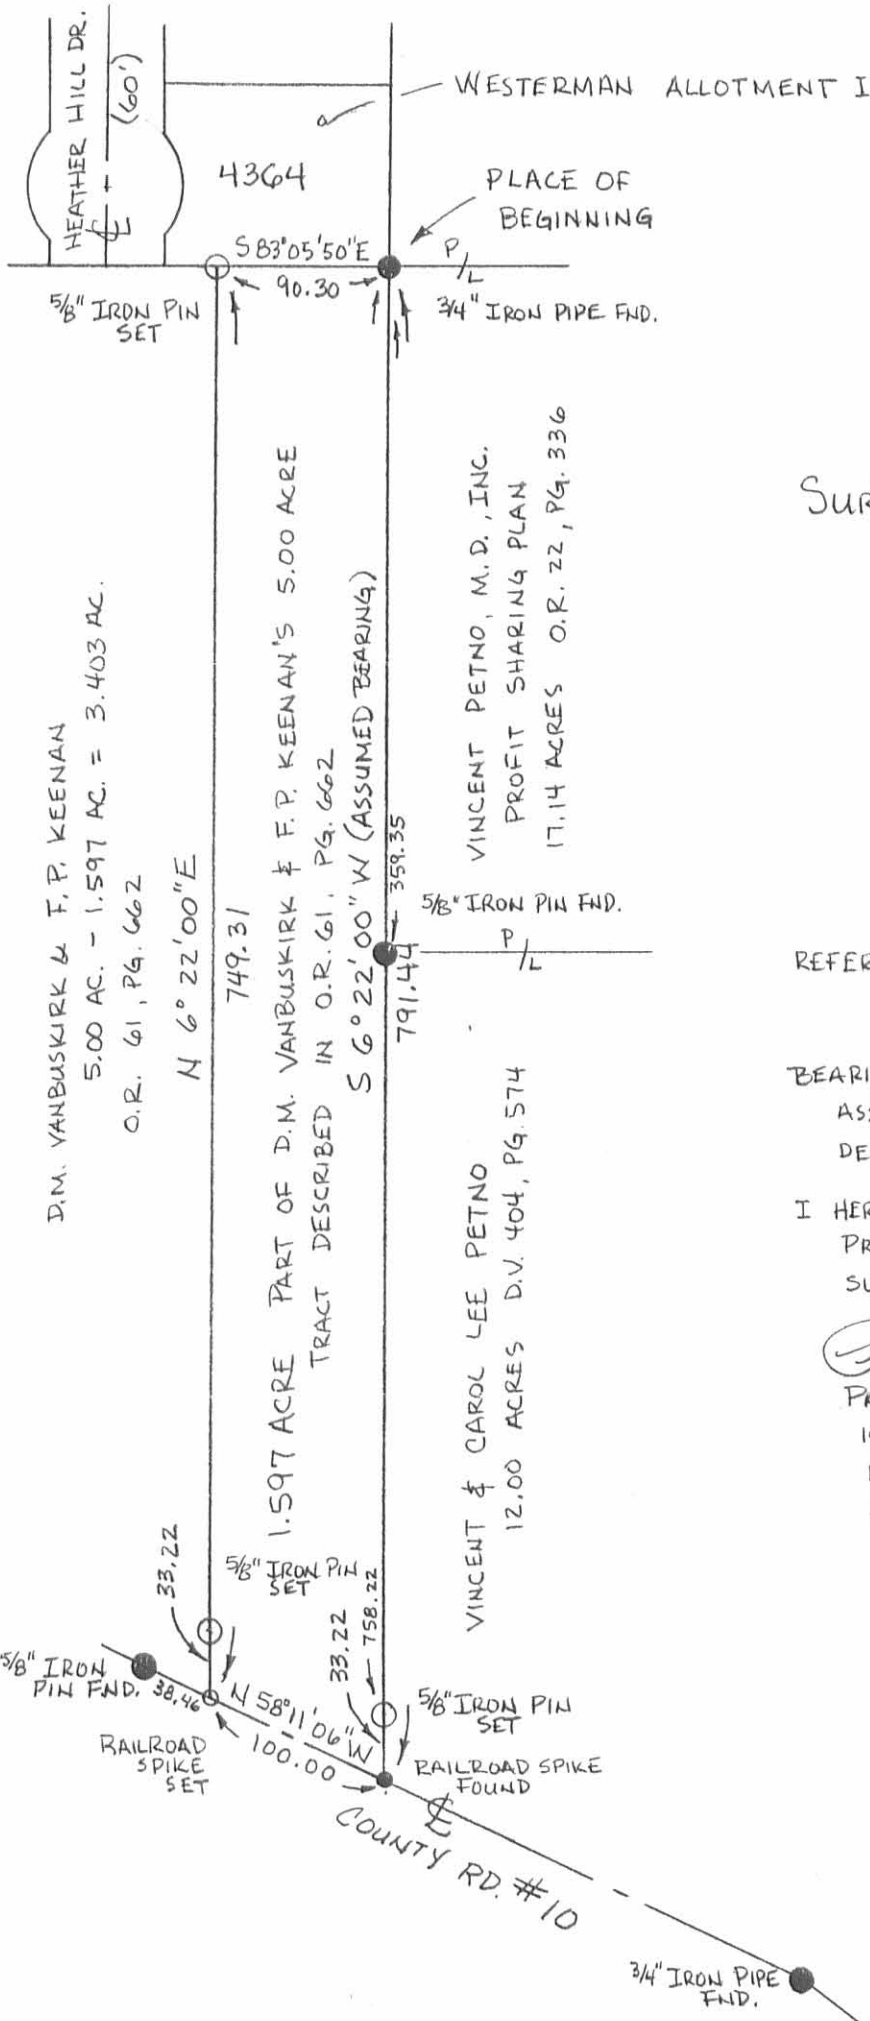 HEATHER HILL DR.
(60')
℄
WESTERMAN ALLOTMENT I
4364
PLACE OF
BEGINNING
S 83°05'50"E
90.30
P/L
5/8" IRON PIN
SET
3/4" IRON PIPE FND.
D.M. VANBUSKIRK & F.P. KEENAN
5.00 AC. - 1.597 AC. = 3.403 AC.
O.R. 61, PG. 662
N 6°22'00"E
749.31
1.597 ACRE PART OF D.M. VANBUSKIRK & F.P. KEENAN'S 5.00 ACRE
TRACT DESCRIBED IN O.R. 61, PG. 662
S 6°22'00"W (ASSUMED BEARING)
791.44
359.35
VINCENT PETNO, M.D., INC.
PROFIT SHARING PLAN
17.14 ACRES O.R. 22, PG. 336
SUR
5/8" IRON PIN FND.
P/L
REFER
BEARI
AS
DE
I HER
PR
SU
VINCENT & CAROL LEE PETNO
12.00 ACRES D.V. 404, PG. 574
33.22
5/8" IRON PIN
SET
33.22
758.22
5/8" IRON
PIN FND.
38.46
N 58°11'06"W
100.00
5/8" IRON PIN
SET
RAILROAD
SPIKE
SET
RAILROAD SPIKE
FOUND
℄
COUNTY RD. #10
3/4" IRON PIPE
FND.